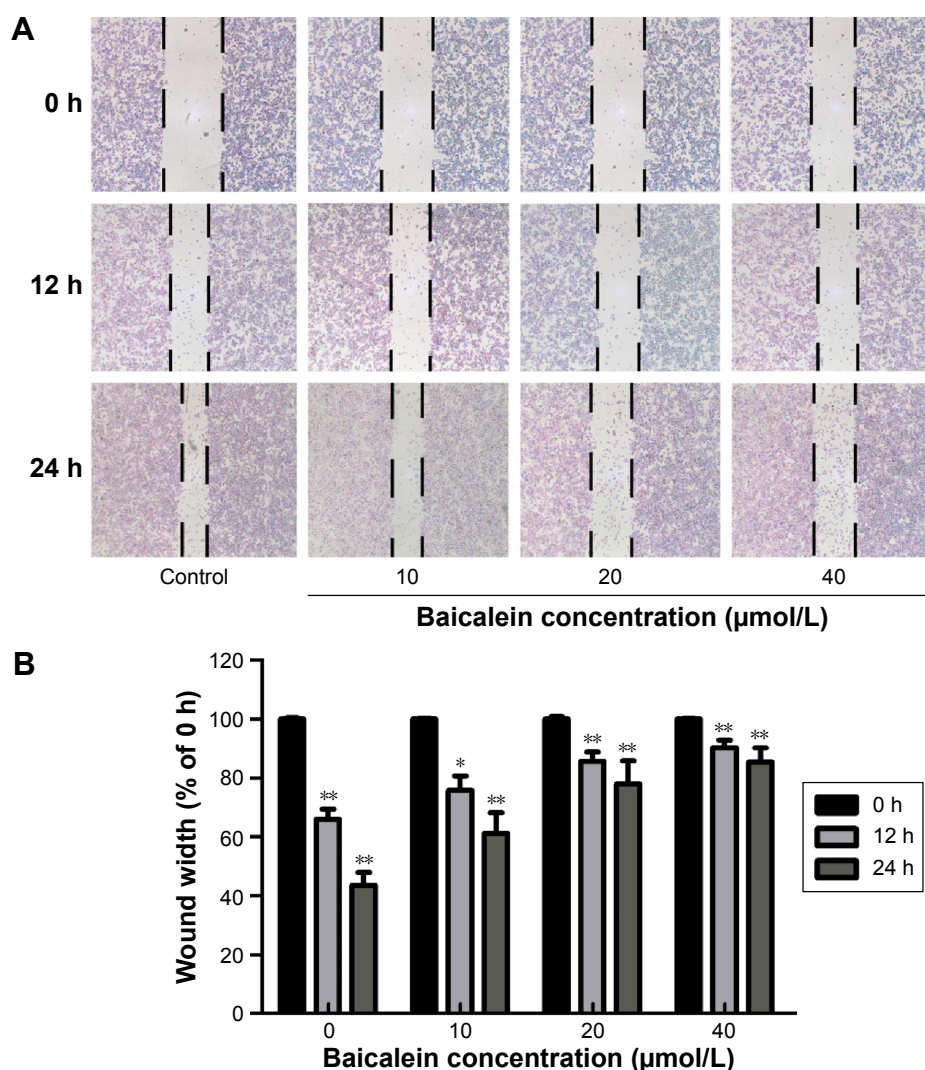 A
0 h
12 h
24 h
Control 10 20 40
Baicalein concentration (µmol/L)
B
120
100
80
60
40
20
0
Wound width (% of 0 h)
** **
* **
** **
** **
0 h
12 h
24 h
0 10 20 40
Baicalein concentration (µmol/L)